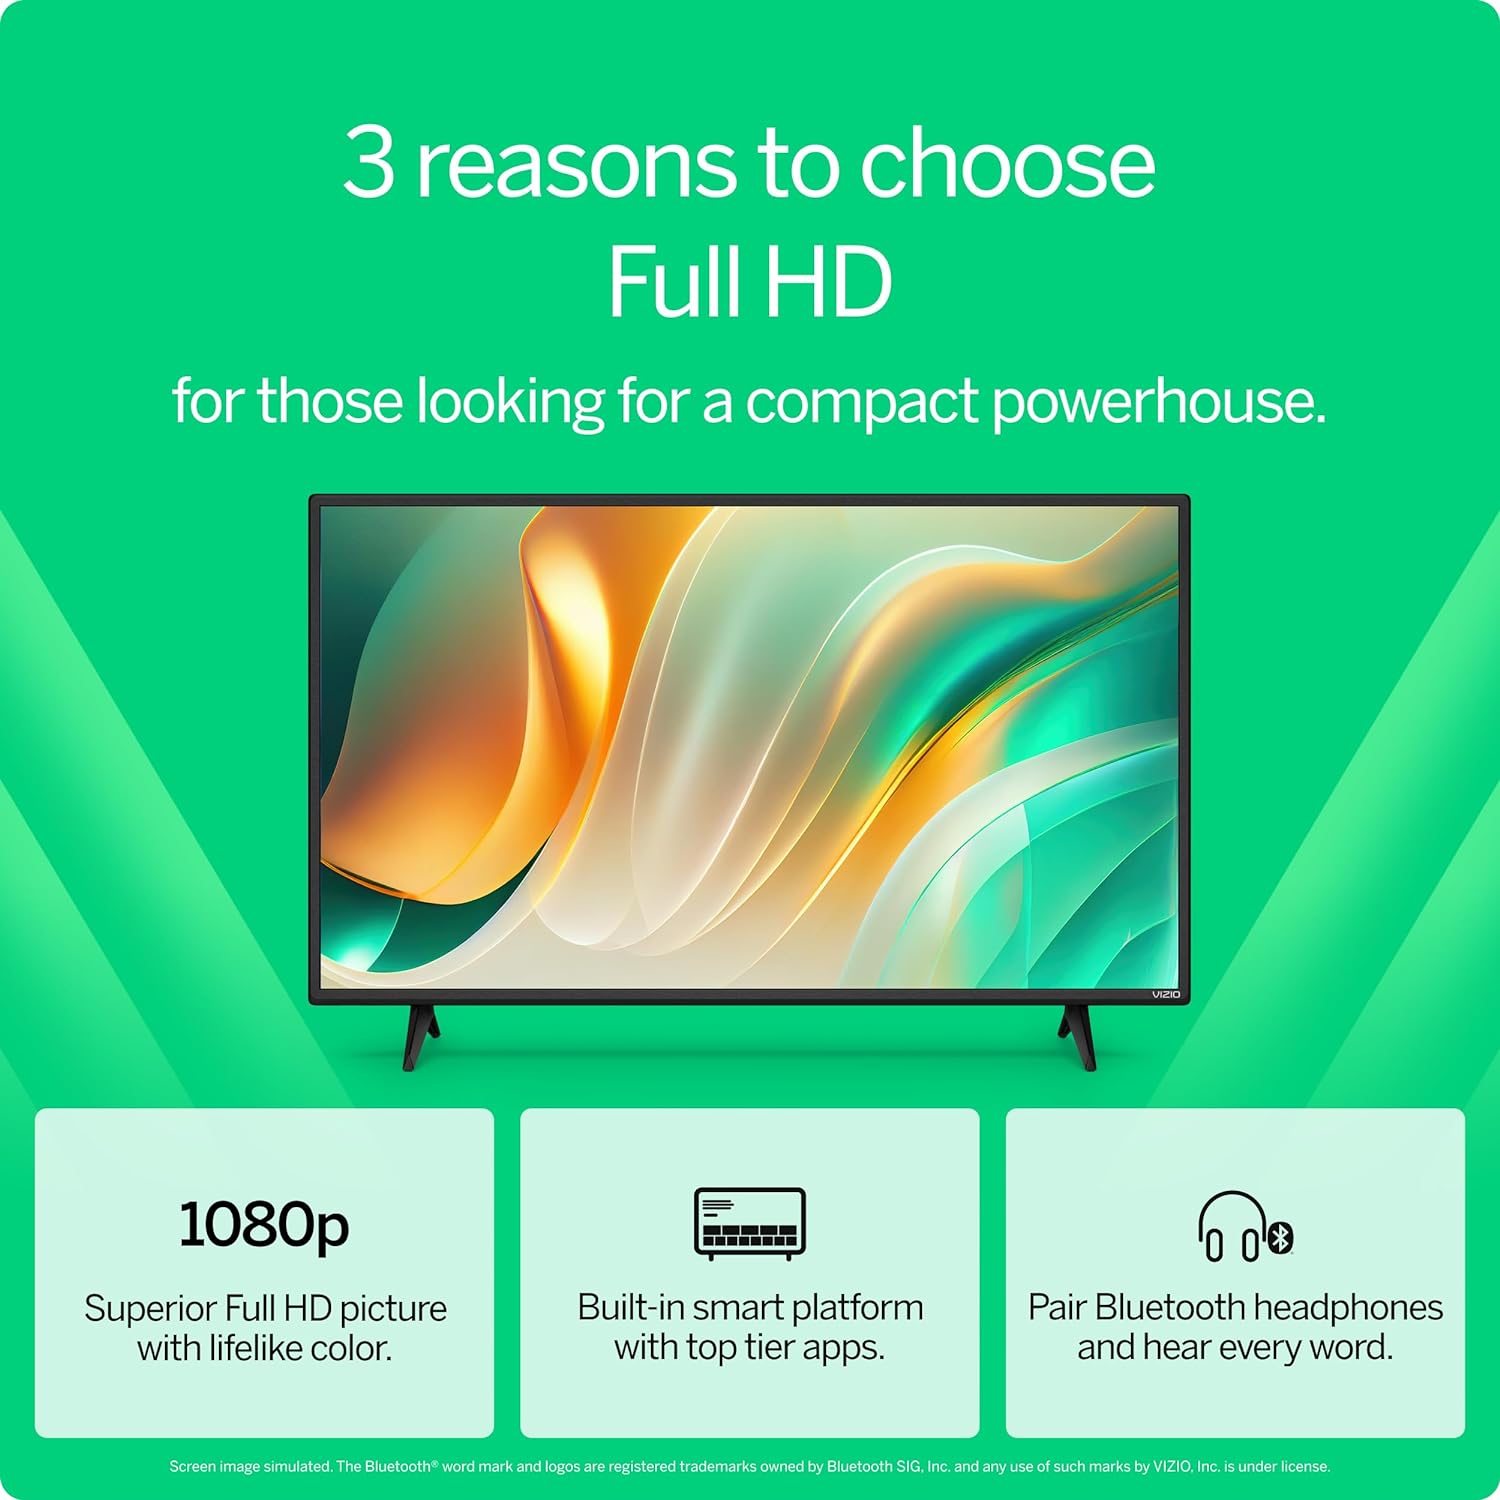 3 reasons to choose
Full HD
for those looking for a compact powerhouse.
VIZIO
1080p
Superior Full HD picture
with lifelike color.
Built-in smart platform
with top tier apps.
Pair Bluetooth headphones
and hear every word.
Screen image simulated. The Bluetooth® word mark and logos are registered trademarks owned by Bluetooth SIG, Inc. and any use of such marks by VIZIO, Inc. is under license.